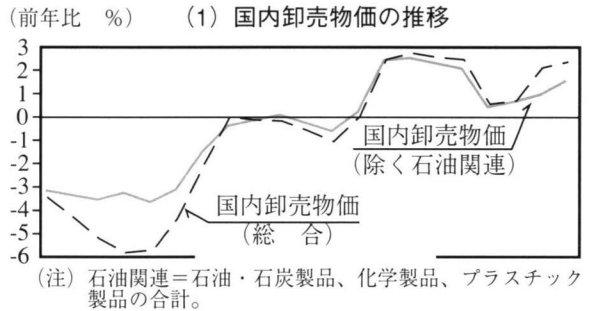 (前年比　%)　(1) 国内卸売物価の推移
3
2
1
0
-1
-2
-3
-4
-5
-6
国内卸売物価
(除く石油関連)
国内卸売物価
(総　合)
(注) 石油関連＝石油・石炭製品、化学製品、プラスチック
製品の合計。